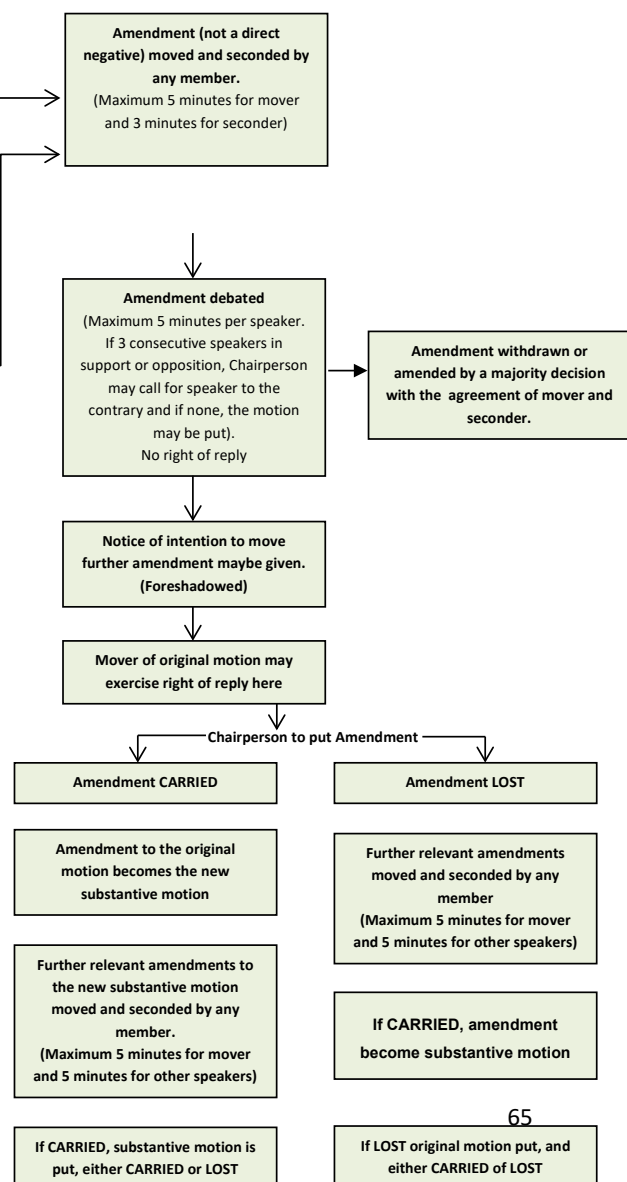 Amendment (not a direct
negative) moved and seconded by
any member.
(Maximum 5 minutes for mover
and 3 minutes for seconder)
Amendment debated
(Maximum 5 minutes per speaker.
If 3 consecutive speakers in
support or opposition, Chairperson
may call for speaker to the
contrary and if none, the motion
may be put).
No right of reply
Amendment withdrawn or
amended by a majority decision
with the agreement of mover and
seconder.
Notice of intention to move
further amendment maybe given.
(Foreshadowed)
Mover of original motion may
exercise right of reply here
Chairperson to put Amendment
Amendment CARRIED
Amendment to the original
motion becomes the new
substantive motion
Further relevant amendments to
the new substantive motion
moved and seconded by any
member.
(Maximum 5 minutes for mover
and 5 minutes for other speakers)
If CARRIED, substantive motion is
put, either CARRIED or LOST
Amendment LOST
Further relevant amendments
moved and seconded by any
member
(Maximum 5 minutes for mover
and 5 minutes for other speakers)
If CARRIED, amendment
become substantive motion
65
If LOST original motion put, and
either CARRIED of LOST